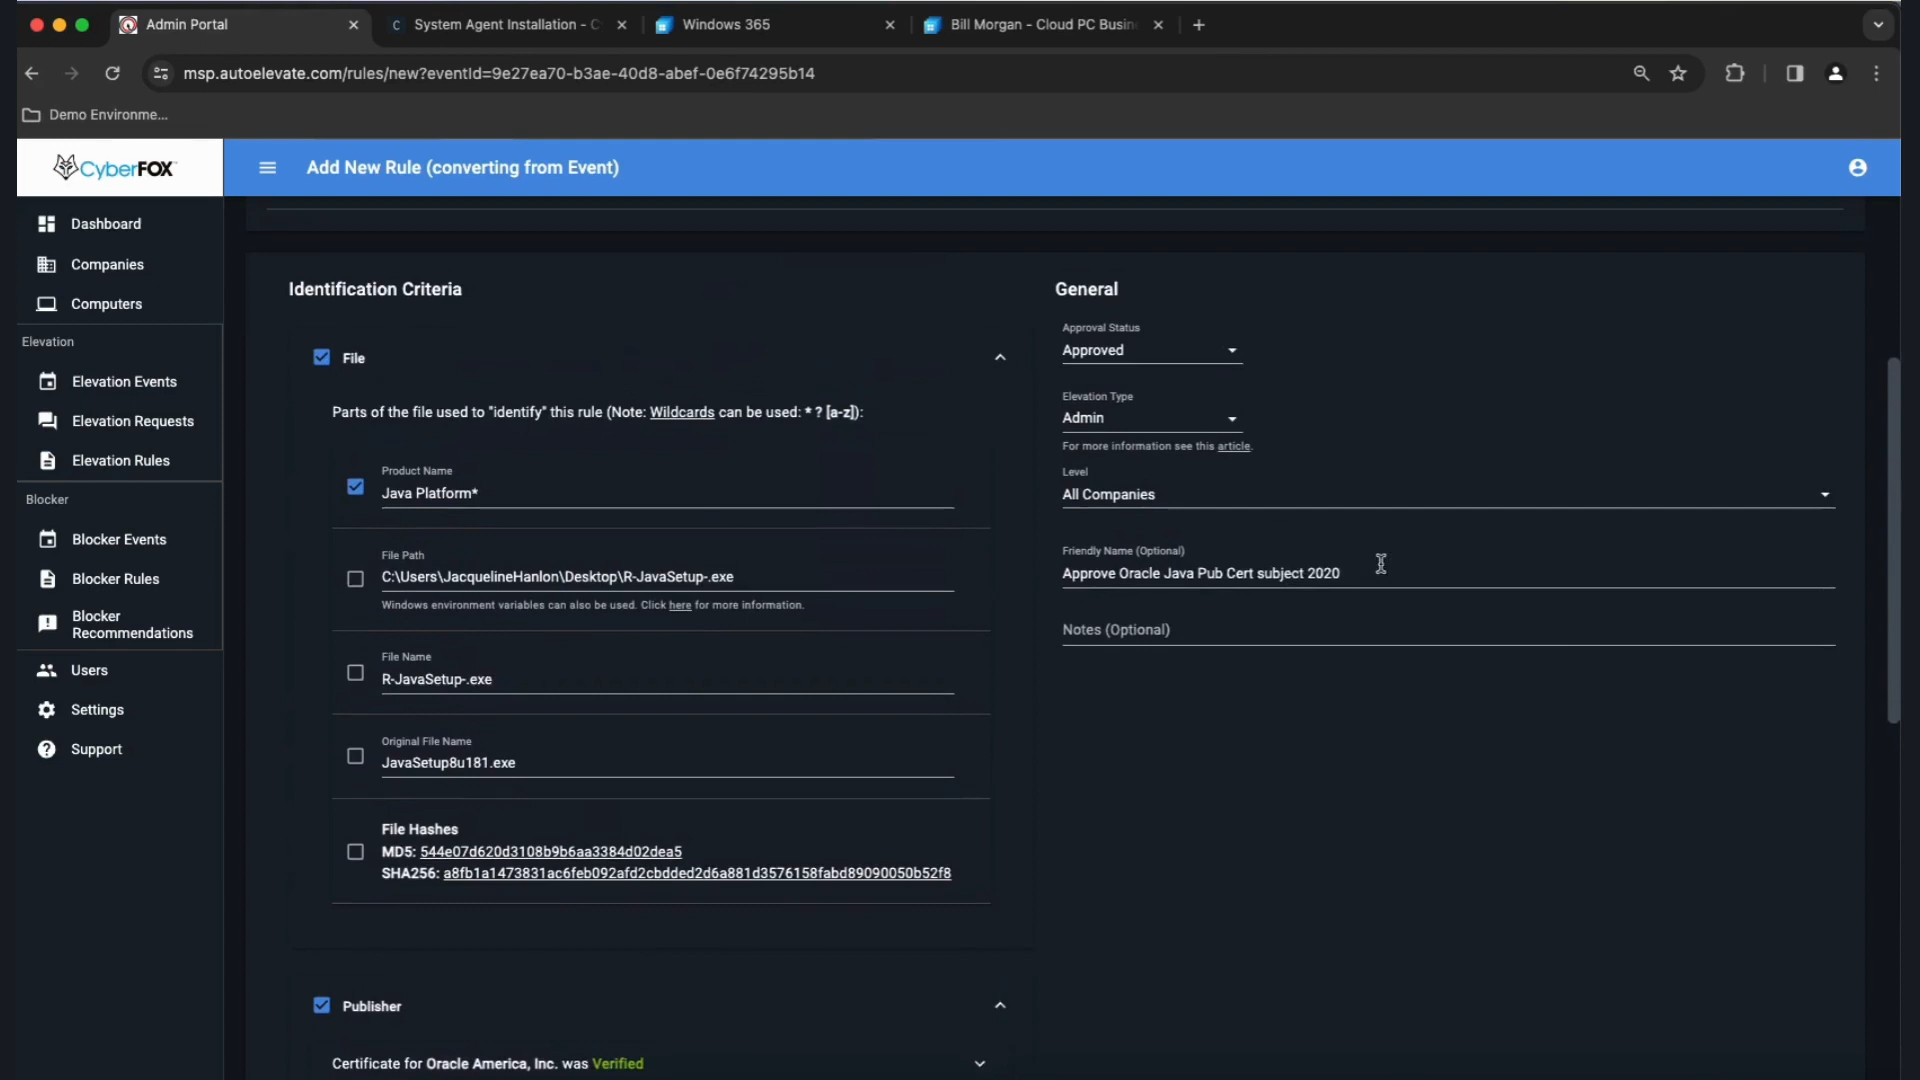 Admin Portal
System Agent Installation - C
Windows 365
Bill Morgan - Cloud PC Busin
msp.autoelevate.com/rules/new?eventId=9e27ea70-b3ae-40d8-abef-0e6f74295b14
Demo Environme...
CyberFOX
Add New Rule (converting from Event)
Dashboard
Companies
Computers
Elevation
Elevation Events
Elevation Requests
Elevation Rules
Blocker
Blocker Events
Blocker Rules
Blocker
Recommendations
Users
Settings
Support
Identification Criteria
File
Parts of the file used to "identify" this rule (Note: Wildcards can be used: * ? [a-z]):
Product Name
Java Platform*
File Path
C:\Users\JacquelineHanlon\Desktop\R-JavaSetup-.exe
Windows environment variables can also be used. Click here for more information.
File Name
R-JavaSetup-.exe
Original File Name
JavaSetup8u181.exe
File Hashes
MD5: 544e07d620d3108b9b6aa3384d02dea5
SHA256: a8fb1a1473831ac6feb092afd2cbdded2d6a881d3576158fabd89090050b52f8
Publisher
Certificate for Oracle America, Inc. was Verified
General
Approval Status
Approved
Elevation Type
Admin
For more information see this article.
Level
All Companies
Friendly Name (Optional)
Approve Oracle Java Pub Cert subject 2020
Notes (Optional)